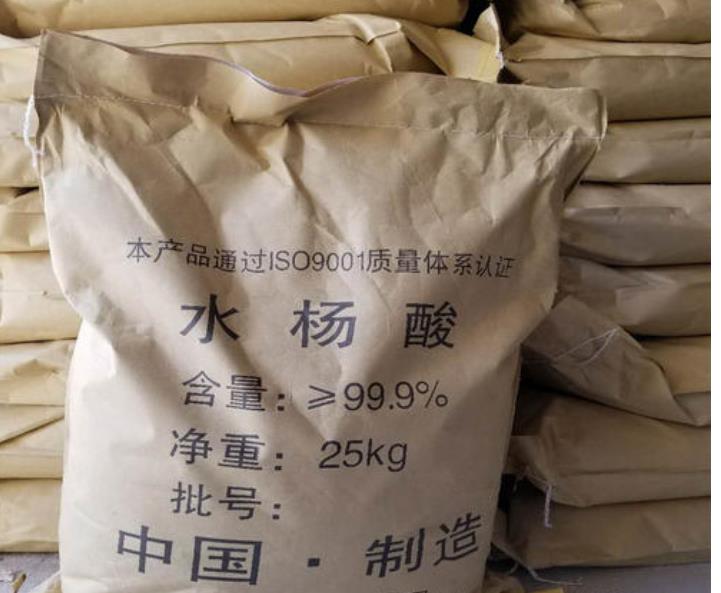 本产品通过ISO9001质量体系认证
水杨酸
含量：≥99.9%
净重：25kg
批号：
中国·制造